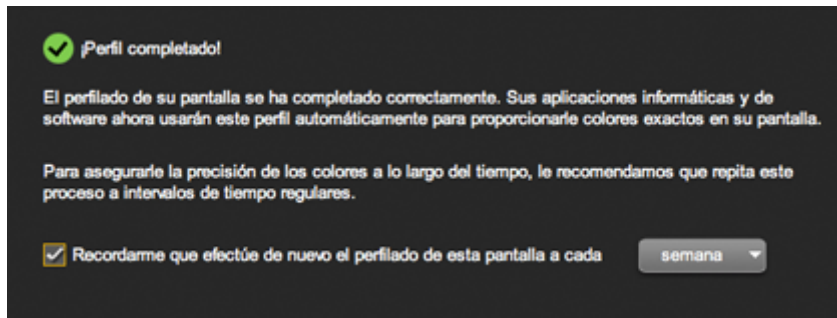 ¡Perfil completado!
El perfilado de su pantalla se ha completado correctamente. Sus aplicaciones informáticas y de
software ahora usarán este perfil automáticamente para proporcionarle colores exactos en su pantalla.
Para asegurarle la precisión de los colores a lo largo del tiempo, le recomendamos que repita este
proceso a intervalos de tiempo regulares.
Recordarme que efectúe de nuevo el perfilado de esta pantalla a cada semana